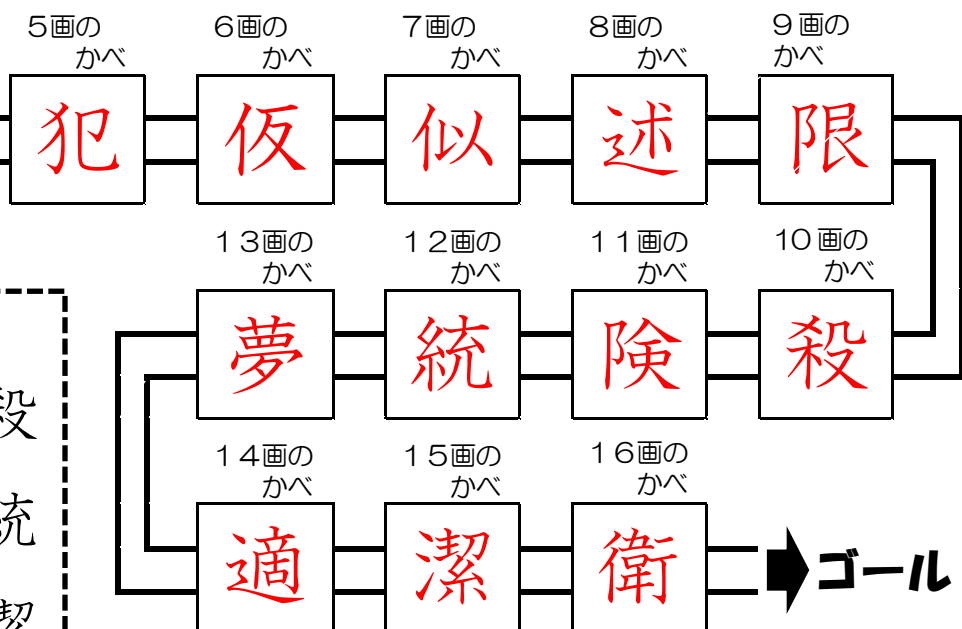 5画の
かべ
6画の
かべ
7画の
かべ
8画の
かべ
9画の
かべ
犯
仮
似
述
限
13画の
かべ
12画の
かべ
11画の
かべ
10画の
かべ
夢
統
険
殺
14画の
かべ
15画の
かべ
16画の
かべ
適
潔
衛
ゴール